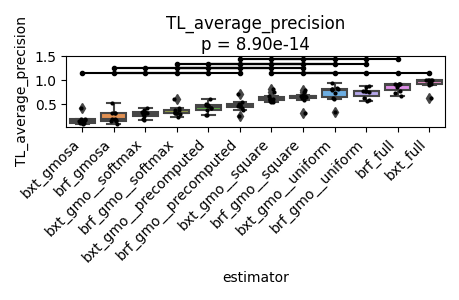 TL_average_precision
p = 8.90e-14
TL_average_precision
1.5
1.0
0.5
bxt_gmosa
brf_gmosa
bxt_gmo__softmax
brf_gmo__softmax
bxt_gmo__precomputed
brf_gmo__precomputed
bxt_gmo__square
brf_gmo__square
bxt_gmo__uniform
brf_gmo__uniform
brf_full
bxt_full
estimator